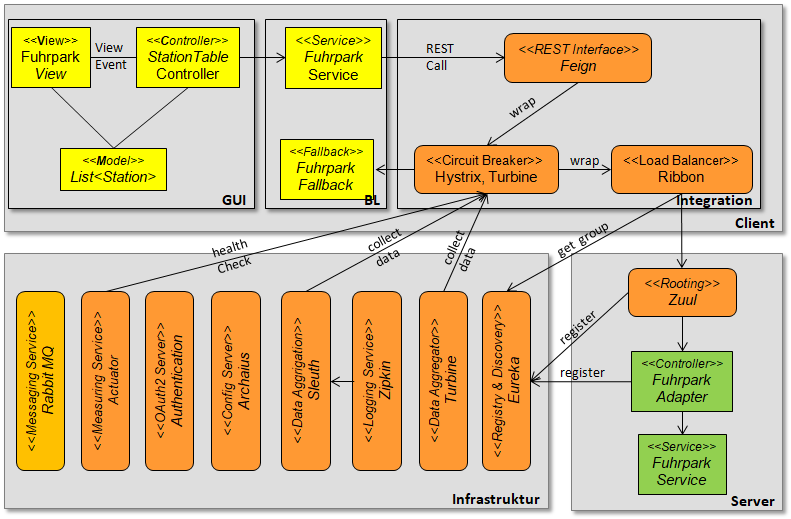 <<View>>
Fuhrpark
View
View
Event
<<Controller>>
StationTable
Controller
<<Model>>
List<Station>
GUI
<<Service>>
Fuhrpark
Service
<<Fallback>>
Fuhrpark
Fallback
BL
REST
Call
<<REST Interface>>
Feign
wrap
<<Circuit Breaker>>
Hystrix, Turbine
wrap
<<Load Balancer>>
Ribbon
Integration
Client
health
Check
collect
data
collect
data
get_group
<<Messaging Service>>
Rabbit MQ
<<Measuring Service>>
Actuator
<<OAuth2 Server>>
Authentication
<<Config Server>>
Archaius
<<Data Aggrigation>>
Sleuth
<<Logging Service>>
Zipkin
<<Data Aggregator>>
Turbine
<<Registry & Discovery>>
Eureka
Infrastruktur
register
register
<<Rooting>>
Zuul
<<Controller>>
Fuhrpark
Adapter
<<Service>>
Fuhrpark
Service
Server